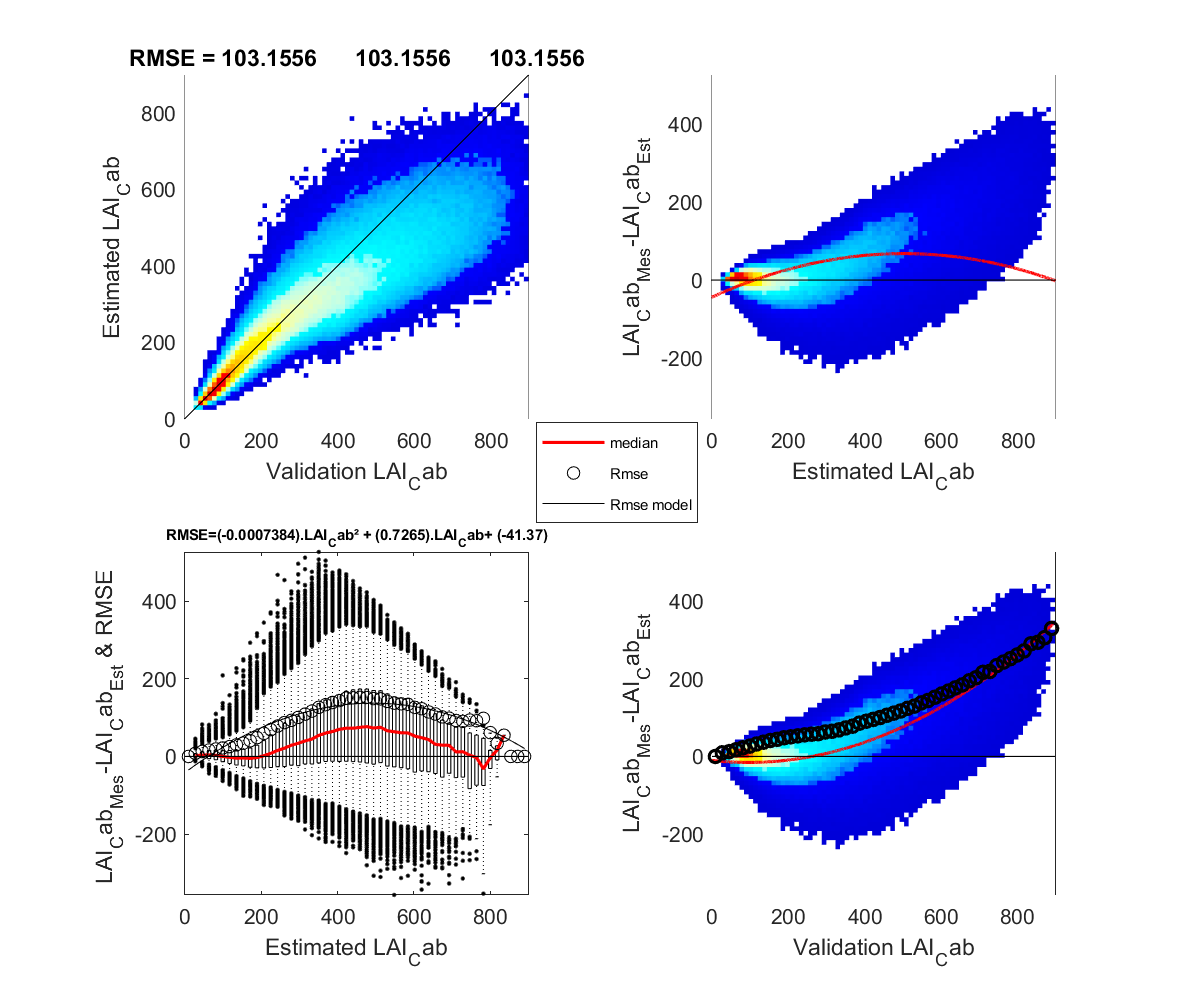 RMSE = 103.1556 103.1556 103.1556
800
600
400
200
0
0 200 400 600 800
Estimated LAI_Cab
Validation LAI_Cab
400
200
0
-200
0 200 400 600 800
LAI_Cab_Mes-LAI_Cab_Est
Estimated LAI_Cab
median
Rmse
Rmse model
RMSE=(-0.0007384).LAI_Cab² + (0.7265).LAI_Cab+ (-41.37)
400
200
0
-200
0 200 400 600 800
LAI_Cab_Mes-LAI_Cab_Est & RMSE
Estimated LAI_Cab
400
200
0
-200
0 200 400 600 800
LAI_Cab_Mes-LAI_Cab_Est
Validation LAI_Cab